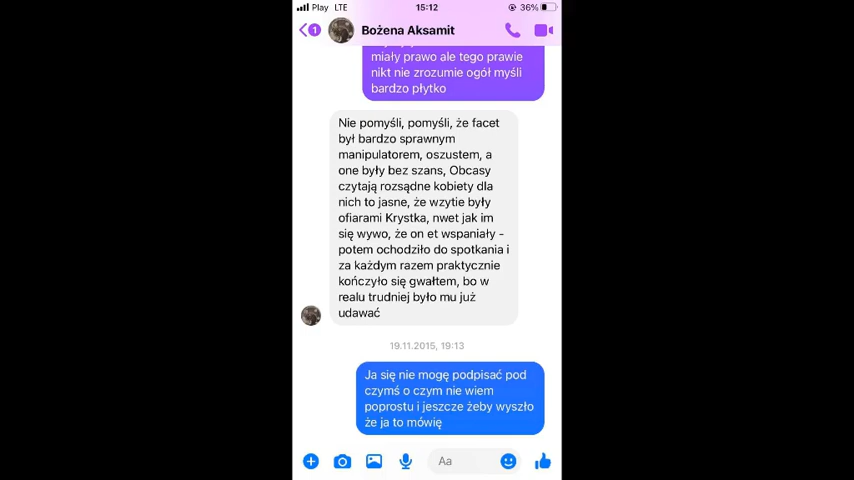 Play LTE 15:12 36%
1 Bożena Aksamit
miały prawo ale tego prawie
nikt nie zrozumie ogół myśli
bardzo płytko
Nie pomyśli, pomyśli, że facet
był bardzo sprawnym
manipulatorem, oszustem, a
one były bez szans, Obcasy
czytają rozsądne kobiety dla
nich to jasne, że wzytie były
ofiarami Krystka, nwet jak im
się wywo, że on et wspaniały -
potem ochodziło do spotkania i
za każdym razem praktycznie
kończyło się gwałtem, bo w
realu trudniej było mu już
udawać
19.11.2015, 19:13
Ja się nie mogę podpisać pod
czymś o czym nie wiem
poprostu i jeszcze żeby wyszło
że ja to mówię
Aa